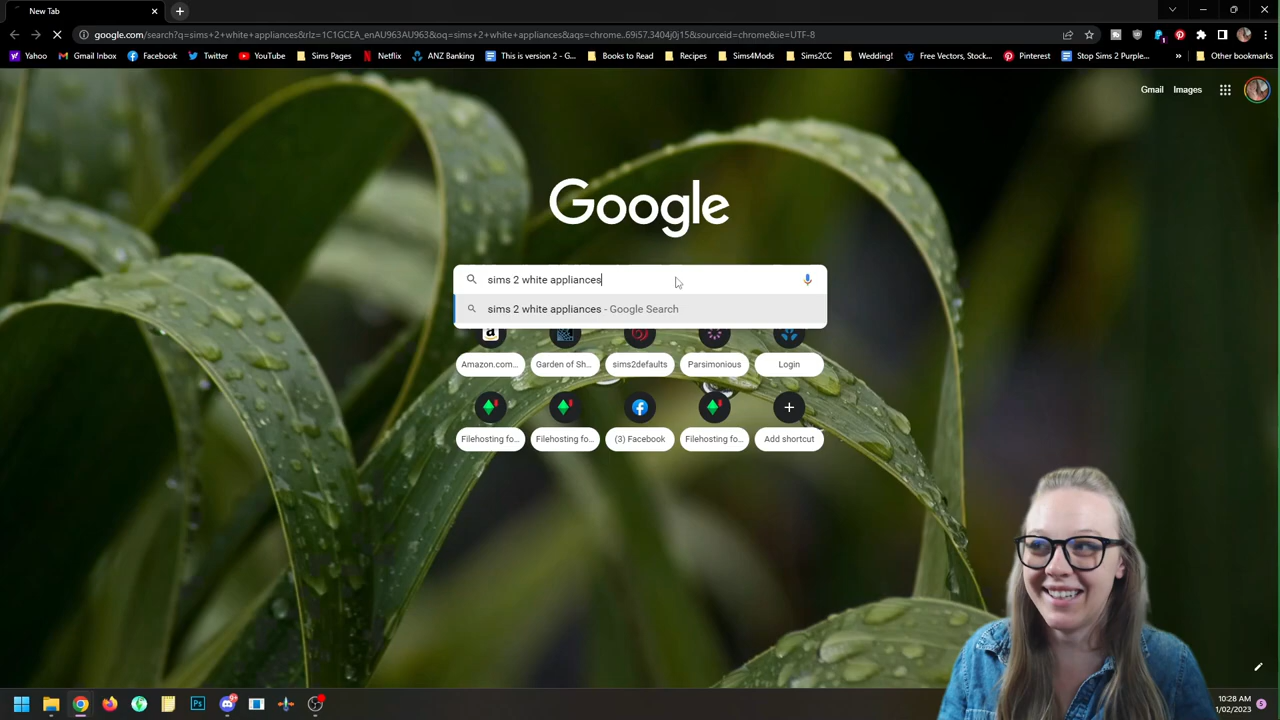 New Tab
google.com/search?q=sims+2+white+appliances&rlz=1C1GCEA_enAU963AU963&oq=sims+2+white+appliances&aqs=chrome..69i57.3404j0j15&sourceid=chrome&ie=UTF-8
Yahoo Gmail Inbox Facebook Twitter YouTube Sims Pages Netflix ANZ Banking This is version 2 - G... Books to Read Recipes Sims4Mods Sims2CC Wedding! Free Vectors, Stock... Pinterest Stop Sims 2 Purple... » Other bookmarks
Gmail Images
Google
sims 2 white appliances
sims 2 white appliances - Google Search
Amazon.com... Garden of Sh... sims2defaults Parsimonious Login
Filehosting fo... Filehosting fo... (3) Facebook Filehosting fo... Add shortcut
10:28 AM
1/02/2023